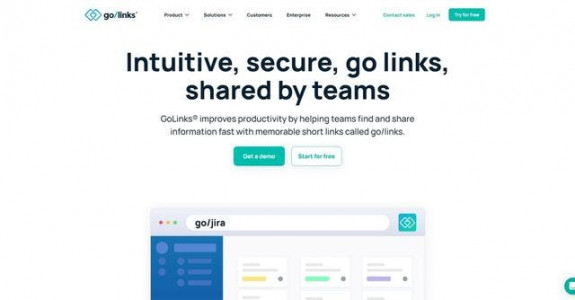 go/links®
Product
Solutions
Customers
Enterprise
Resources
Contact sales
Log in
Try for free
Intuitive, secure, go links,
shared by teams
GoLinks® improves productivity by helping teams find and share
information fast with memorable short links called go/links.
Get a demo
Start for free
go/jira